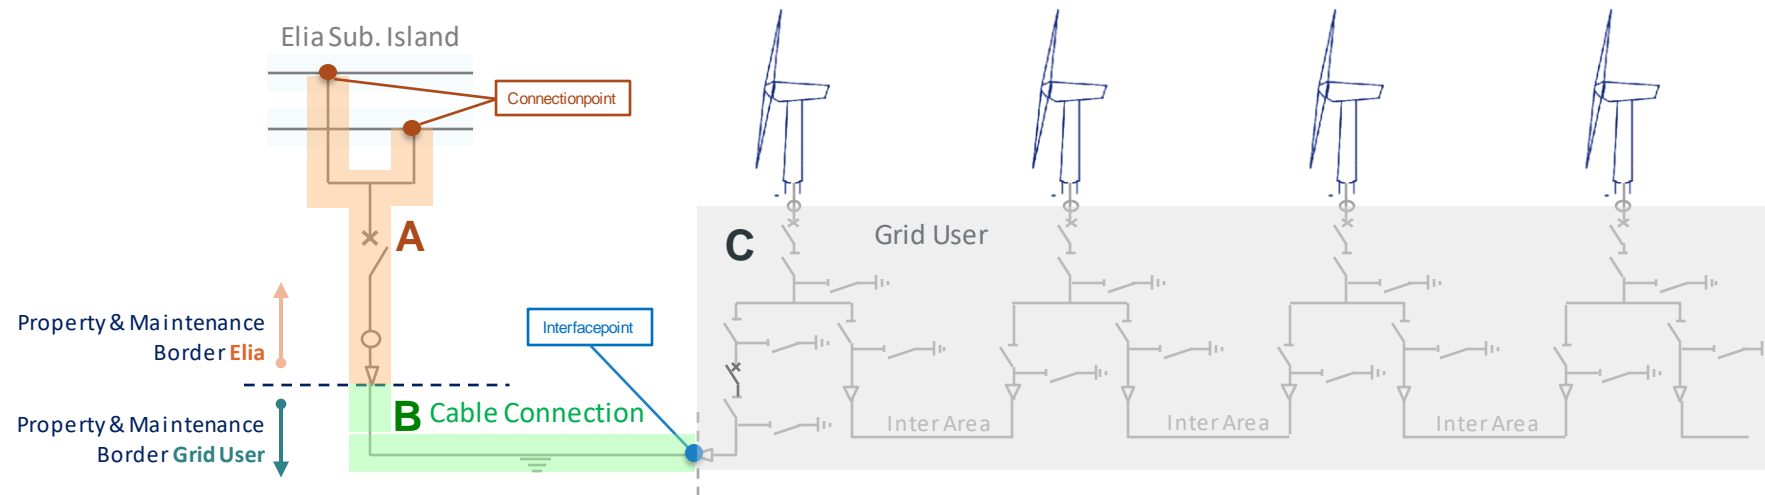 Elia Sub. Island
Connectionpoint
A
C
Grid User
Property & Maintenance
Border Elia
Interfacepoint
B Cable Connection
Property & Maintenance
Border Grid User
Inter Area
Inter Area
Inter Area